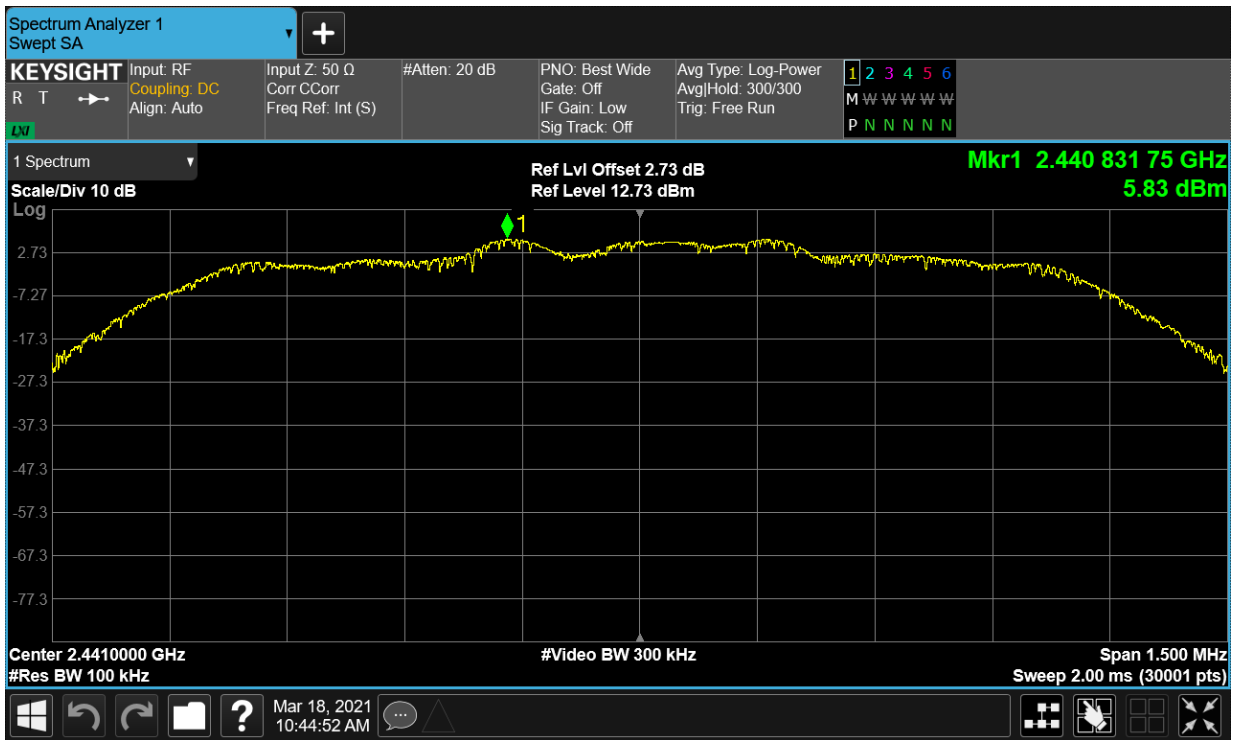 Spectrum Analyzer 1
Swept SA
KEYSIGHT
R T
LXI
Input: RF
Coupling: DC
Align: Auto
Input Z: 50 Ω
Corr CCorr
Freq Ref: Int (S)
#Atten: 20 dB
PNO: Best Wide
Gate: Off
IF Gain: Low
Sig Track: Off
Avg Type: Log-Power
Avg|Hold: 300/300
Trig: Free Run
1 2 3 4 5 6
M W W W W W
P N N N N N
1 Spectrum
Scale/Div 10 dB
Log
Ref Lvl Offset 2.73 dB
Ref Level 12.73 dBm
Mkr1 2.440 831 75 GHz
5.83 dBm
1
2.73
-7.27
-17.3
-27.3
-37.3
-47.3
-57.3
-67.3
-77.3
Center 2.4410000 GHz
#Video BW 300 kHz
Span 1.500 MHz
#Res BW 100 kHz
Sweep 2.00 ms (30001 pts)
?
Mar 18, 2021
10:44:52 AM